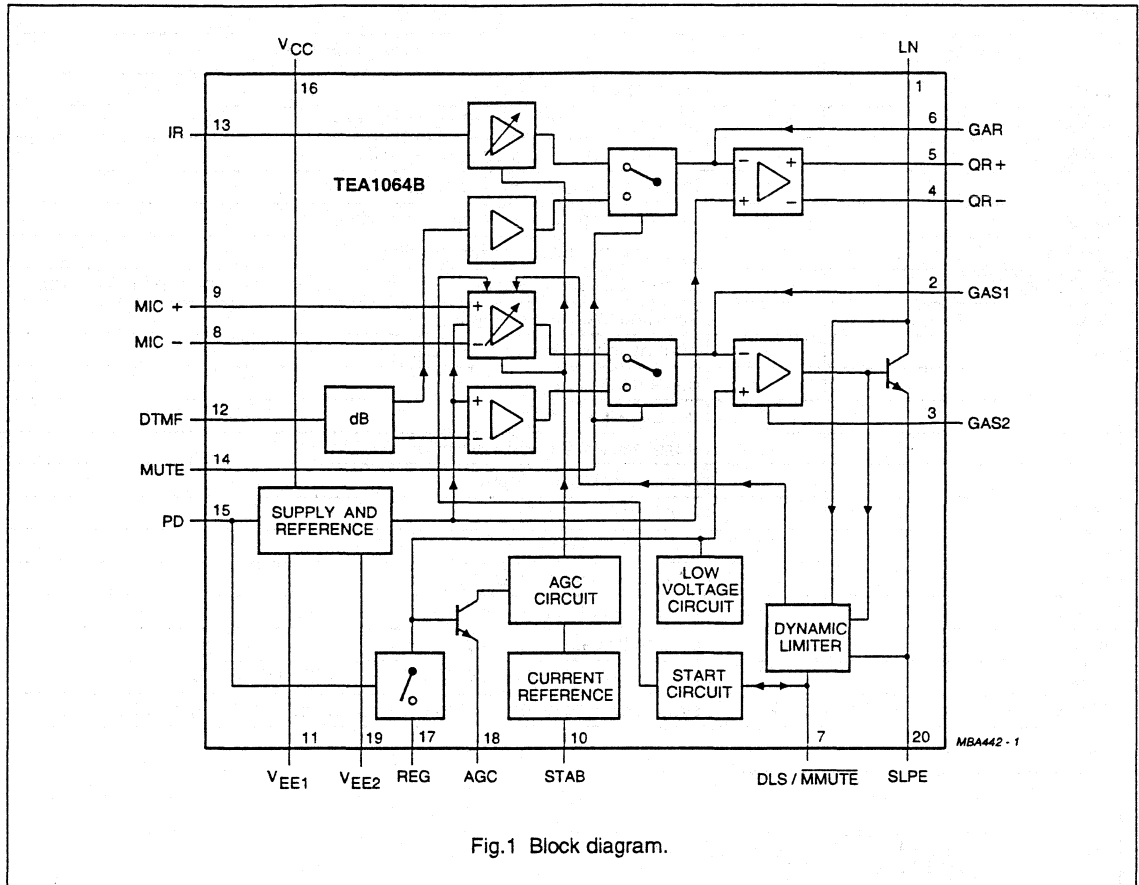 VCC
LN
16
1
IR
13
6
GAR
5
QR +
4
QR −
TEA1064B
− +
+ −
MIC +
9
2
GAS1
MIC −
8
+
−
−
+
DTMF
12
dB
+
−
3
GAS2
MUTE
14
PD
15
SUPPLY AND
REFERENCE
AGC
CIRCUIT
LOW
VOLTAGE
CIRCUIT
DYNAMIC
LIMITER
CURRENT
REFERENCE
START
CIRCUIT
11
19
17
18
10
7
20
MBA442 - 1
VEE1
VEE2
REG
AGC
STAB
DLS / MMUTE
SLPE
Fig.1 Block diagram.